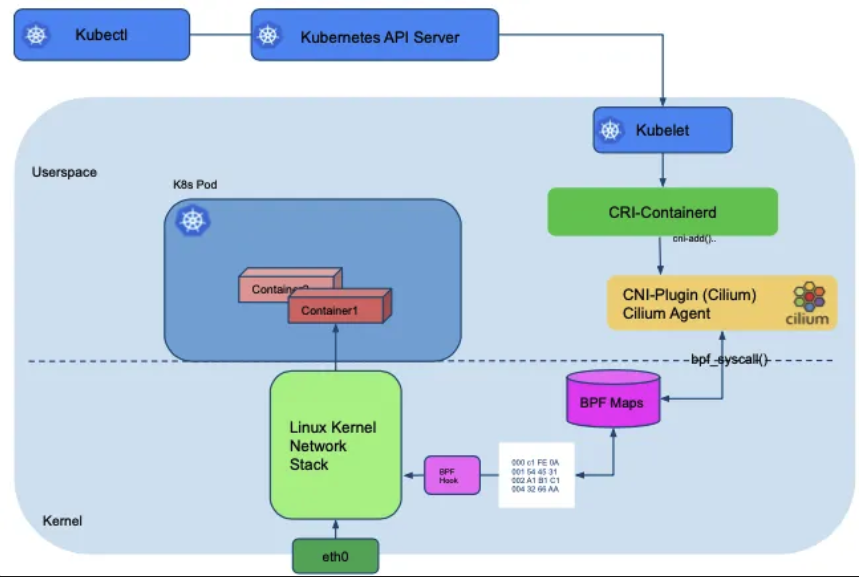 Kubectl
Kubernetes API Server
Kubelet
Userspace
K8s Pod
CRI-Containerd
cni-add()..
Container2
Container1
CNI-Plugin (Cilium)
Cilium Agent
cilium
bpf_syscall()
BPF Maps
Linux Kernel
Network
Stack
BPF
Hook
000 c1 FE 0A
001 54 45 31
002 A1 B1 C1
004 32 66 AA
Kernel
eth0